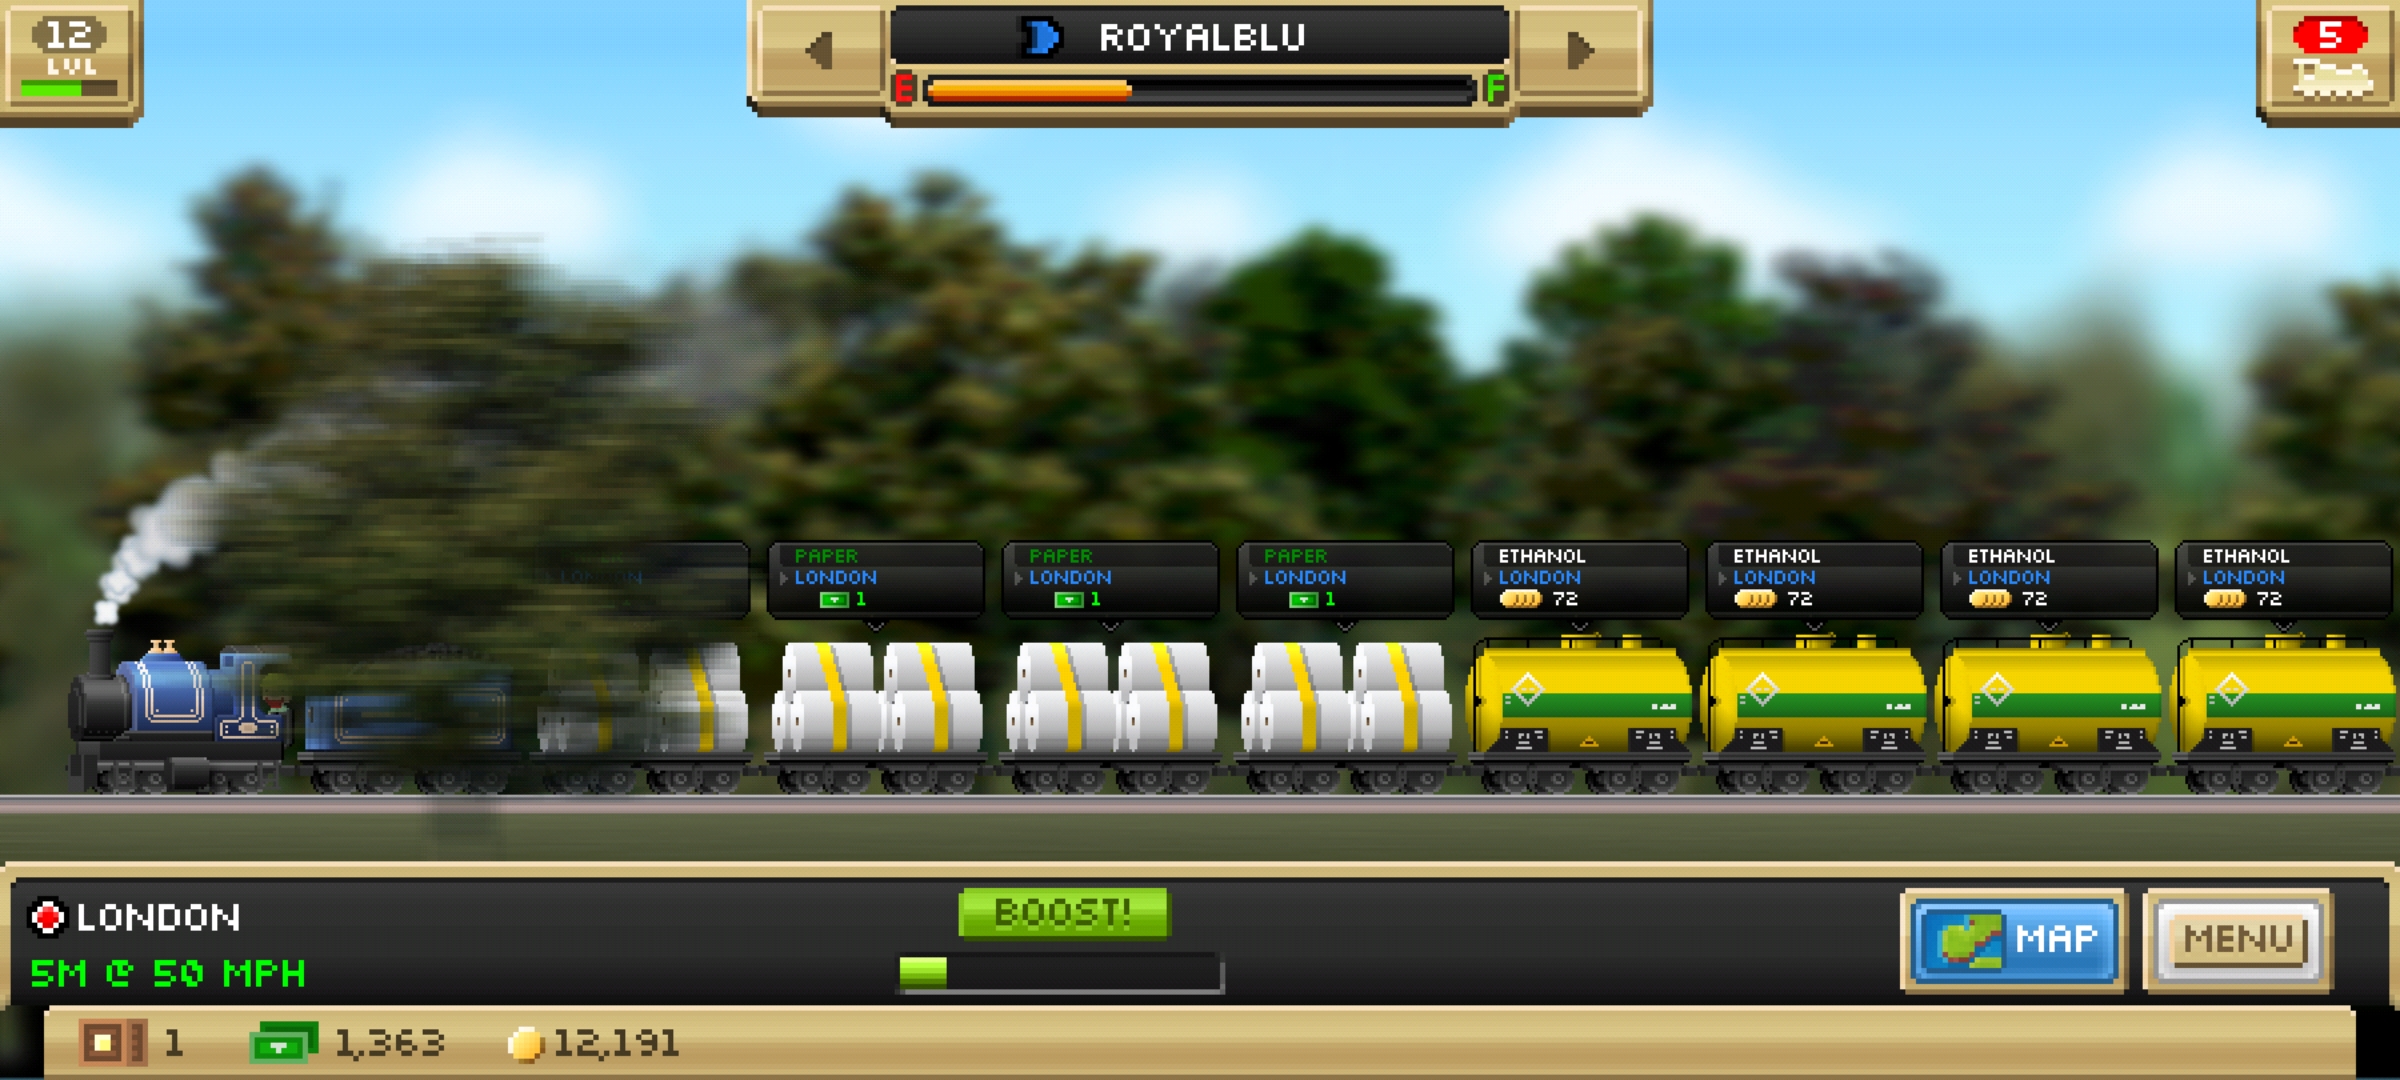 12
LVL
ROYALBLU
E F
5
LONDON
PAPER
LONDON
1
PAPER
LONDON
1
PAPER
LONDON
1
ETHANOL
LONDON
72
ETHANOL
LONDON
72
ETHANOL
LONDON
72
ETHANOL
LONDON
72
LONDON
5M @ 50 MPH
BOOST!
MAP
MENU
1
1,363
12,191